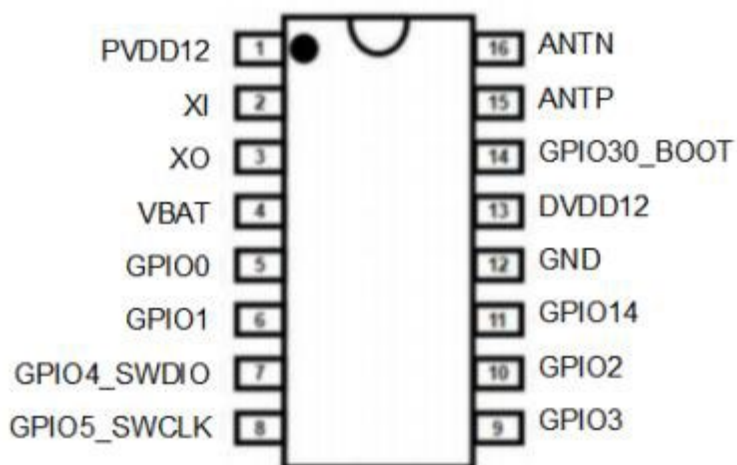 PVDD12 1 16 ANTN
XI 2 15 ANTP
XO 3 14 GPIO30_BOOT
VBAT 4 13 DVDD12
GPIO0 5 12 GND
GPIO1 6 11 GPIO14
GPIO4_SWDIO 7 10 GPIO2
GPIO5_SWCLK 8 9 GPIO3